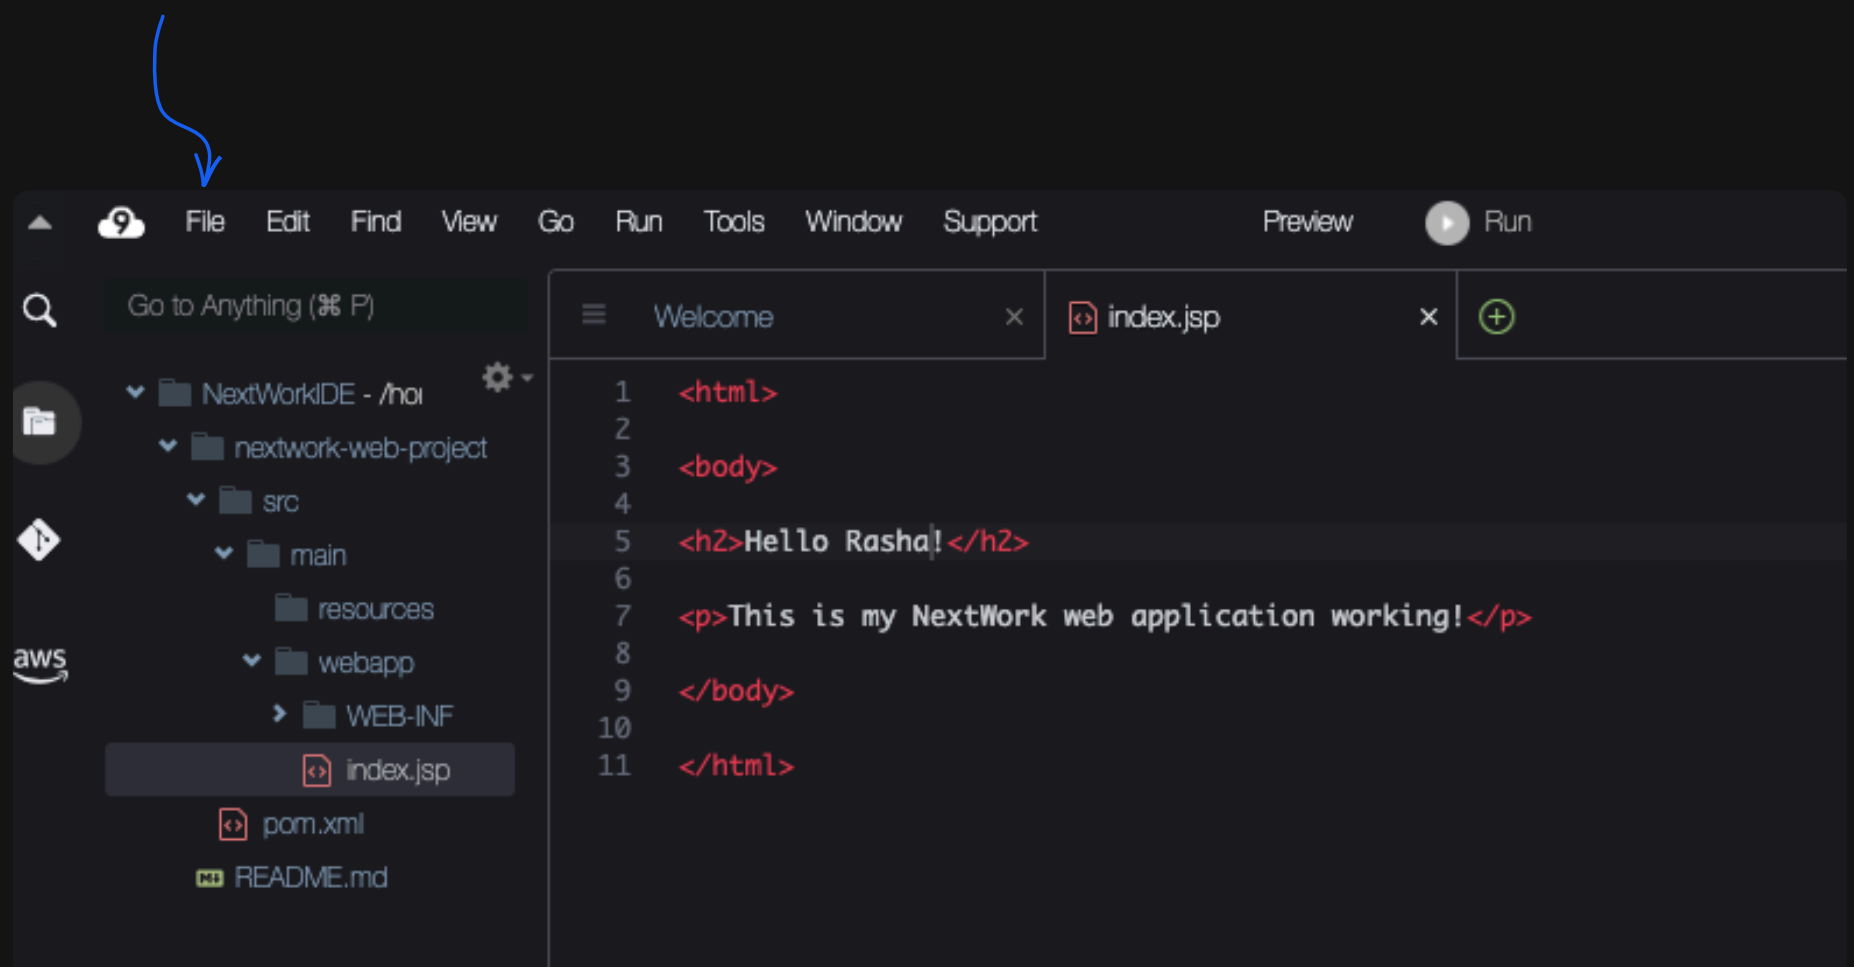 9 File Edit Find View Go Run Tools Window Support Preview Run
Go to Anything (⌘ P)
Welcome
index.jsp
NextWorkIDE - /hor
nextwork-web-project
src
main
resources
webapp
WEB-INF
index.jsp
pom.xml
M↓ README.md
aws
1 <html>
2
3 <body>
4
5 <h2>Hello Rasha!</h2>
6
7 <p>This is my NextWork web application working!</p>
8
9 </body>
10
11 </html>